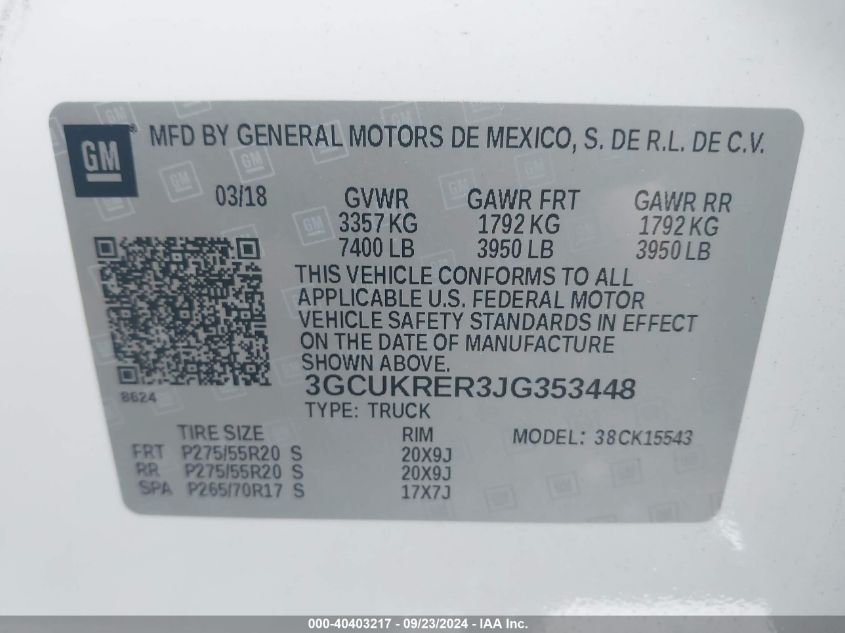 GM ® MFD BY GENERAL MOTORS DE MEXICO, S. DE R.L. DE C.V.
03/18 GVWR GAWR FRT GAWR RR
3357 KG 1792 KG 1792 KG
7400 LB 3950 LB 3950 LB
THIS VEHICLE CONFORMS TO ALL
APPLICABLE U.S. FEDERAL MOTOR
VEHICLE SAFETY STANDARDS IN EFFECT
ON THE DATE OF MANUFACTURE
SHOWN ABOVE.
3GCUKRER3JG353448
8624 TYPE: TRUCK
TIRE SIZE RIM MODEL: 38CK15543
FRT P275/55R20 S 20X9J
RR P275/55R20 S 20X9J
SPA P265/70R17 S 17X7J
000-40403217 - 09/23/2024 - IAA Inc.